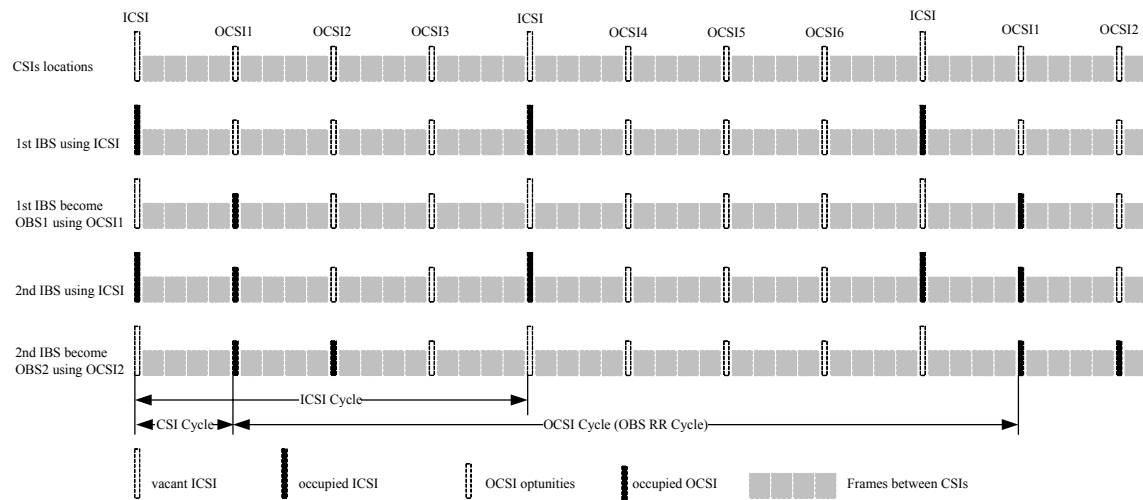 ICSI
ICSI
ICSI
OCSI1
OCSI2
OCSI3
OCSI4
OCSI5
OCSI6
OCSI1
OCSI2
CSIs locations
1st IBS using ICSI
1st IBS become
OBS1 using OCSI1
2nd IBS using ICSI
2nd IBS become
OBS2 using OCSI2
ICSI Cycle
CSI Cycle
OCSI Cycle (OBS RR Cycle)
vacant ICSI
occupied ICSI
OCSI optunities
occupied OCSI
Frames between CSIs